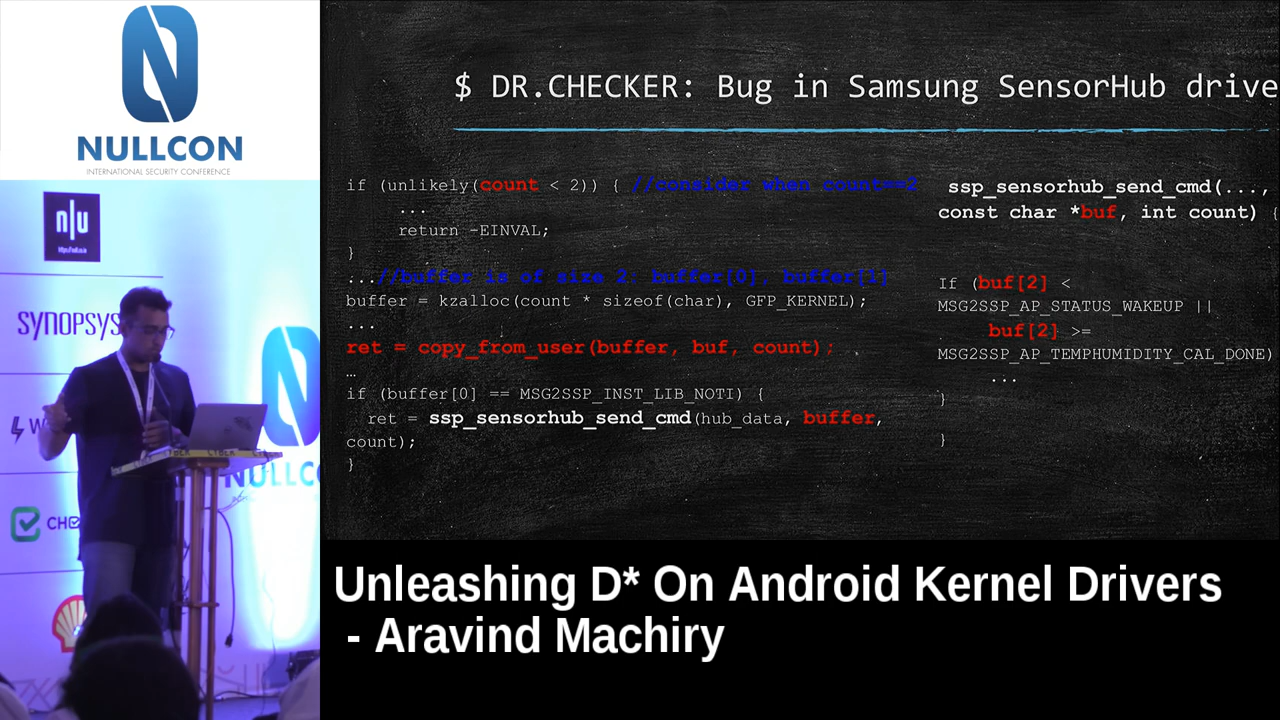 NULLCON
INTERNATIONAL SECURITY CONFERENCE
n|u
SYNOPSYS
W
CHE
NULLC
$ DR.CHECKER: Bug in Samsung SensorHub drive
if (unlikely(count < 2)) { //consider when count==2
...
return -EINVAL;
}
...//buffer is of size 2: buffer[0], buffer[1]
buffer = kzalloc(count * sizeof(char), GFP_KERNEL);
...
ret = copy_from_user(buffer, buf, count);
…
if (buffer[0] == MSG2SSP_INST_LIB_NOTI) {
ret = ssp_sensorhub_send_cmd(hub_data, buffer,
count);
}
ssp_sensorhub_send_cmd(...,
const char *buf, int count) {
If (buf[2] <
MSG2SSP_AP_STATUS_WAKEUP ||
buf[2] >=
MSG2SSP_AP_TEMPHUMIDITY_CAL_DONE)
...
}
}
Unleashing D* On Android Kernel Drivers
- Aravind Machiry